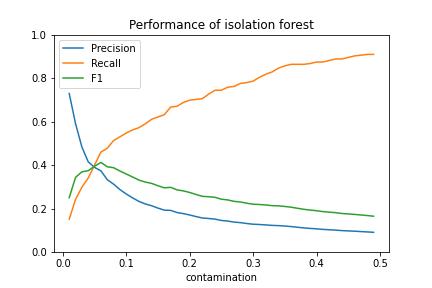 Performance of isolation forest
Precision
Recall
F1
1.0
0.8
0.6
0.4
0.2
0.0
0.0 0.1 0.2 0.3 0.4 0.5
contamination